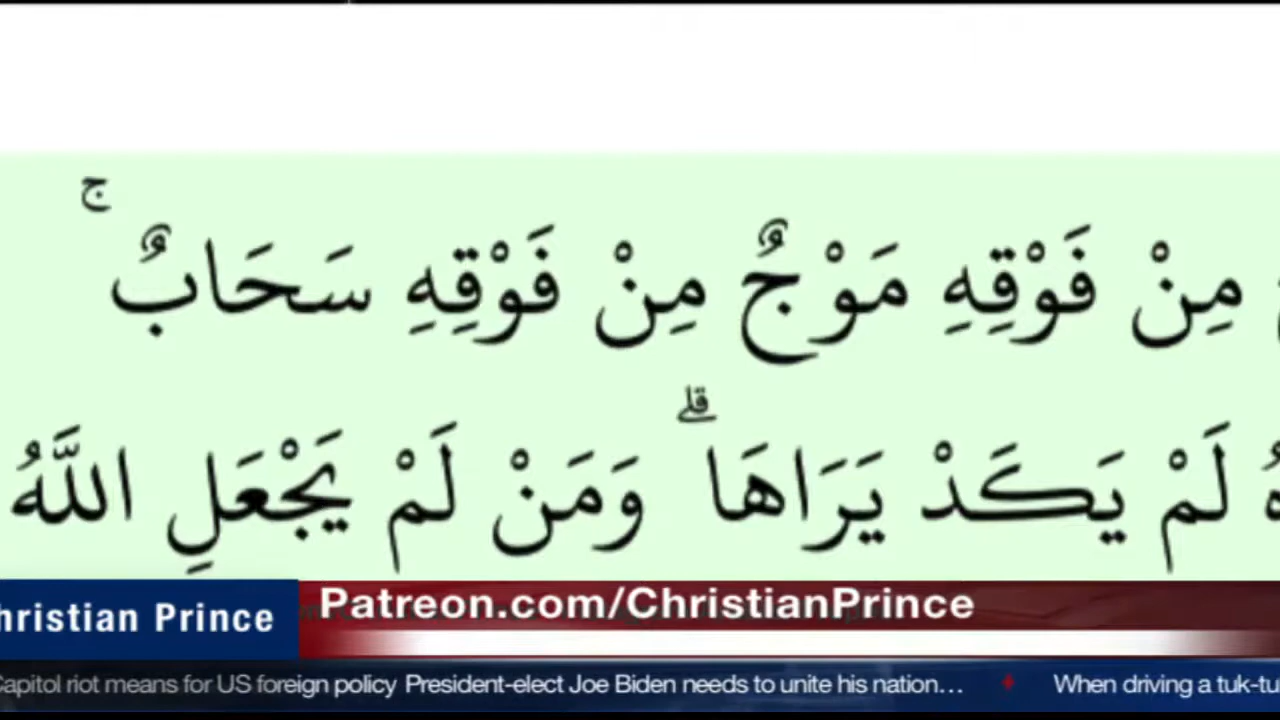 مِنْ فَوْقِهِ مَوْجٌ مِنْ فَوْقِهِ سَحَابٌ ۚ
لَمْ يَكَدْ يَرَاهَا ۗ وَمَنْ لَمْ يَجْعَلِ اللَّهُ
hristian Prince
Patreon.com/ChristianPrince
Capitol riot means for US foreign policy President-elect Joe Biden needs to unite his nation… When driving a tuk-tu